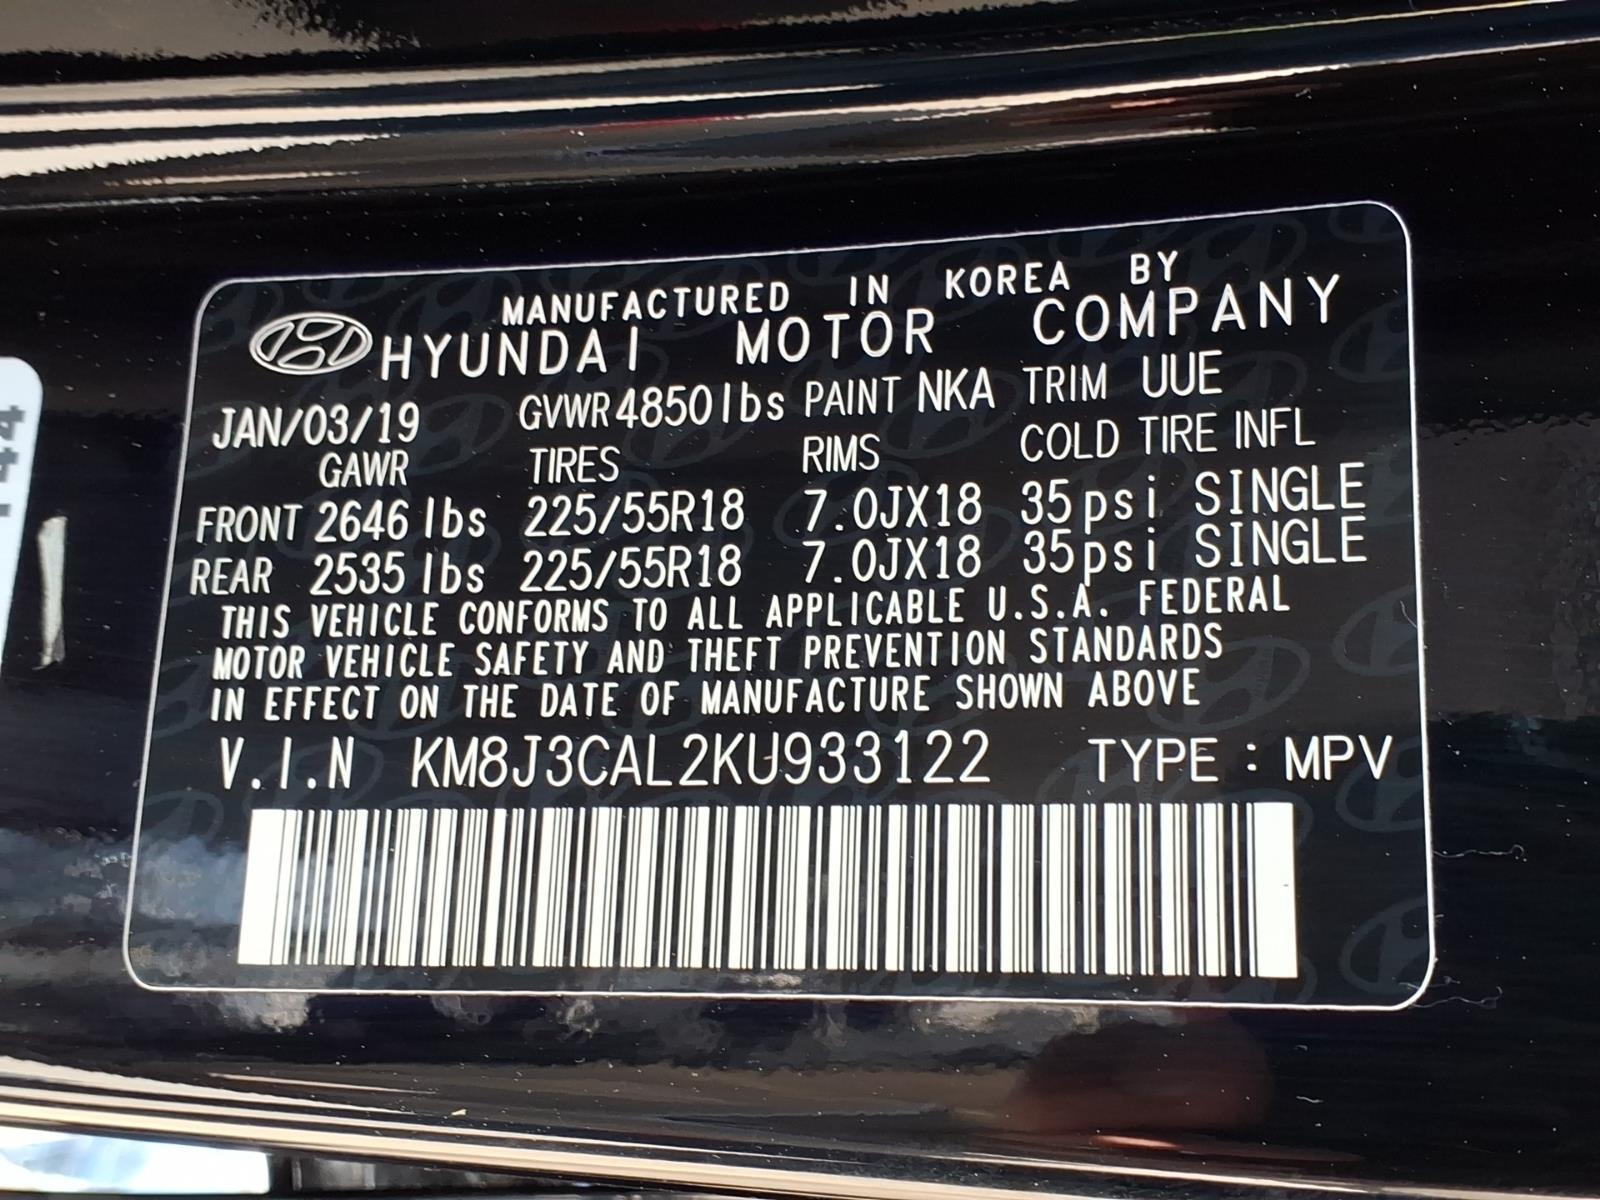 MANUFACTURED IN KOREA BY
HYUNDAI MOTOR COMPANY
JAN/03/19 GVWR 4850lbs PAINT NKA TRIM UUE
GAWR TIRES RIMS COLD TIRE INFL
FRONT 2646 lbs 225/55R18 7.0JX18 35psi SINGLE
REAR 2535 lbs 225/55R18 7.0JX18 35psi SINGLE
THIS VEHICLE CONFORMS TO ALL APPLICABLE U.S.A. FEDERAL
MOTOR VEHICLE SAFETY AND THEFT PREVENTION STANDARDS
IN EFFECT ON THE DATE OF MANUFACTURE SHOWN ABOVE
V.I.N KM8J3CAL2KU933122 TYPE : MPV